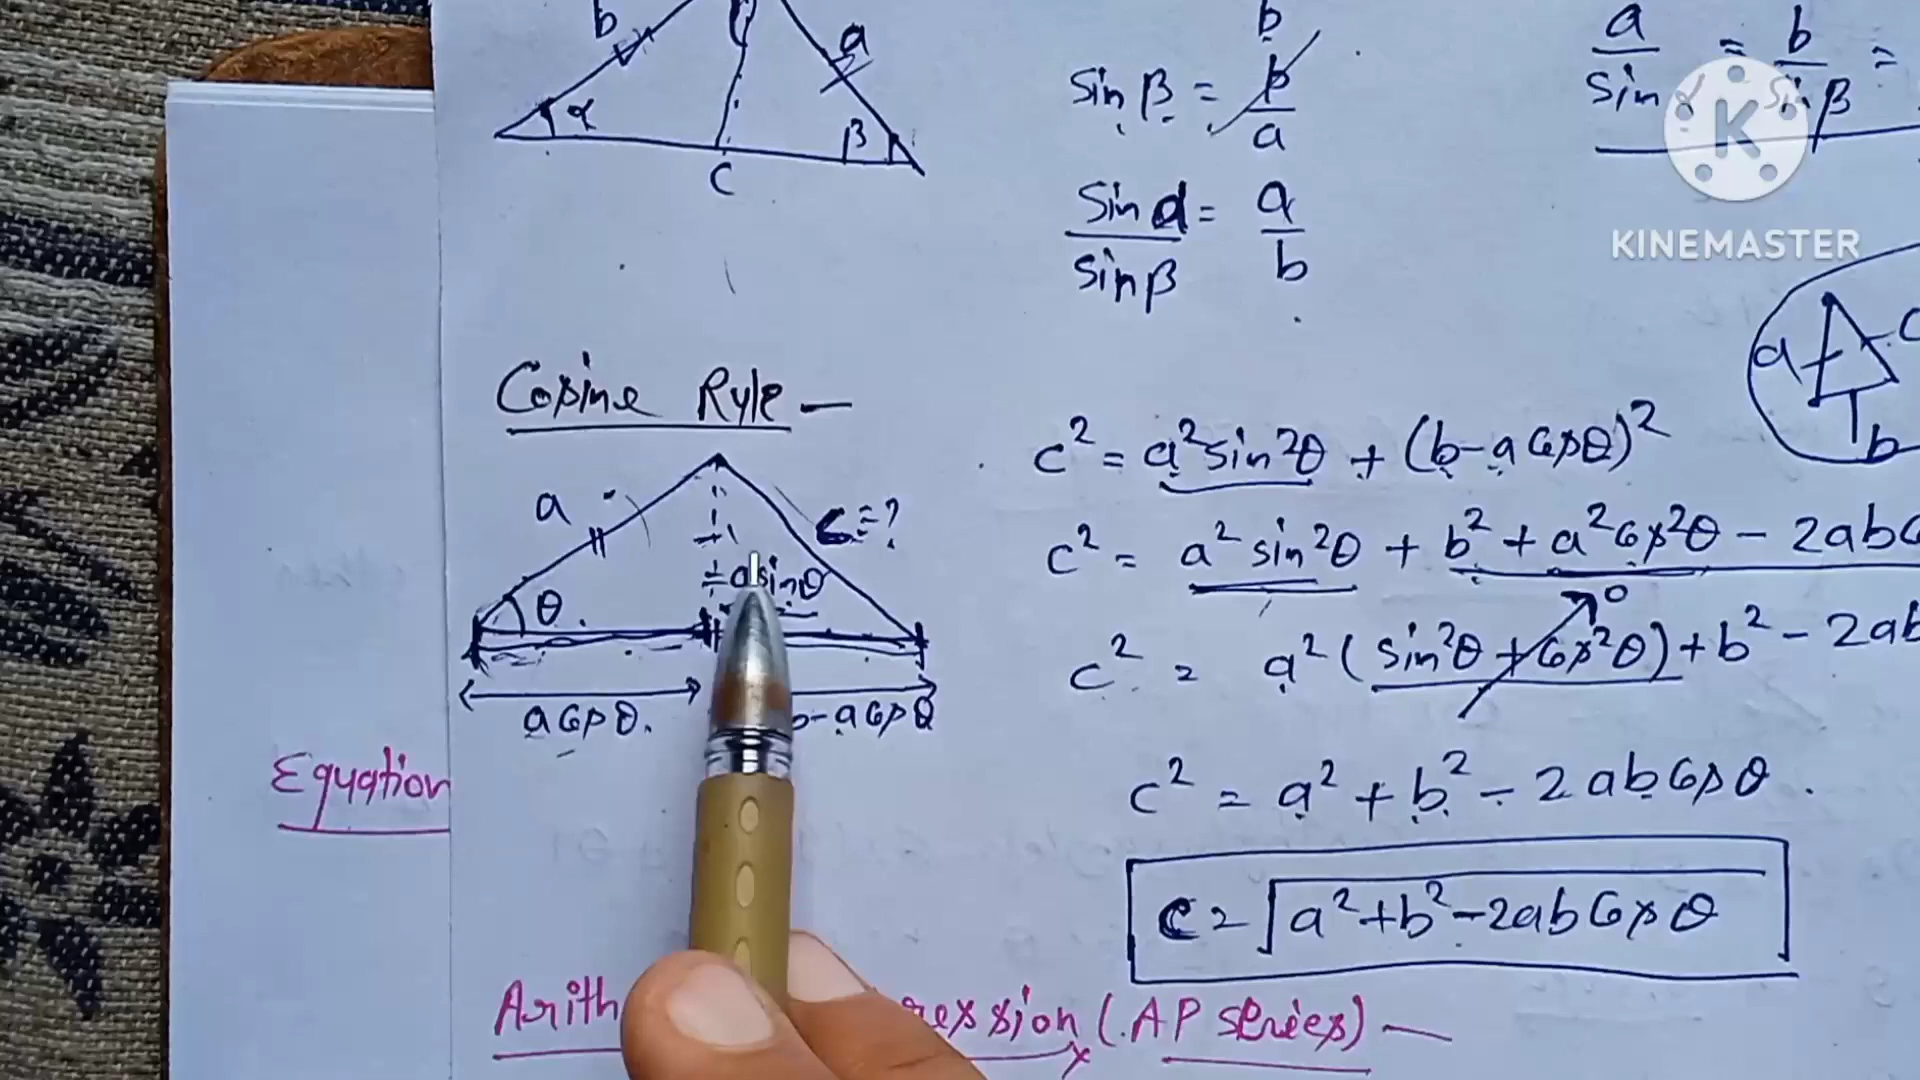 b
a
α
β
C
b
sin β = p
a
sin α = a
sin β b
a = b =
sin sin β
KINEMASTER
Cosine Rule —
a
C = ?
a sinθ
θ.
a cosθ.
b-a cosθ
c² = a² sin²θ + (b-a cosθ)²
c² = a² sin²θ + b² + a² cos²θ - 2ab
c² = a² (sin²θ + cos²θ) + b² - 2ab
c² = a² + b² - 2ab cosθ.
c = √a²+b²-2ab cosθ
a
b
Equation
(AP series) —